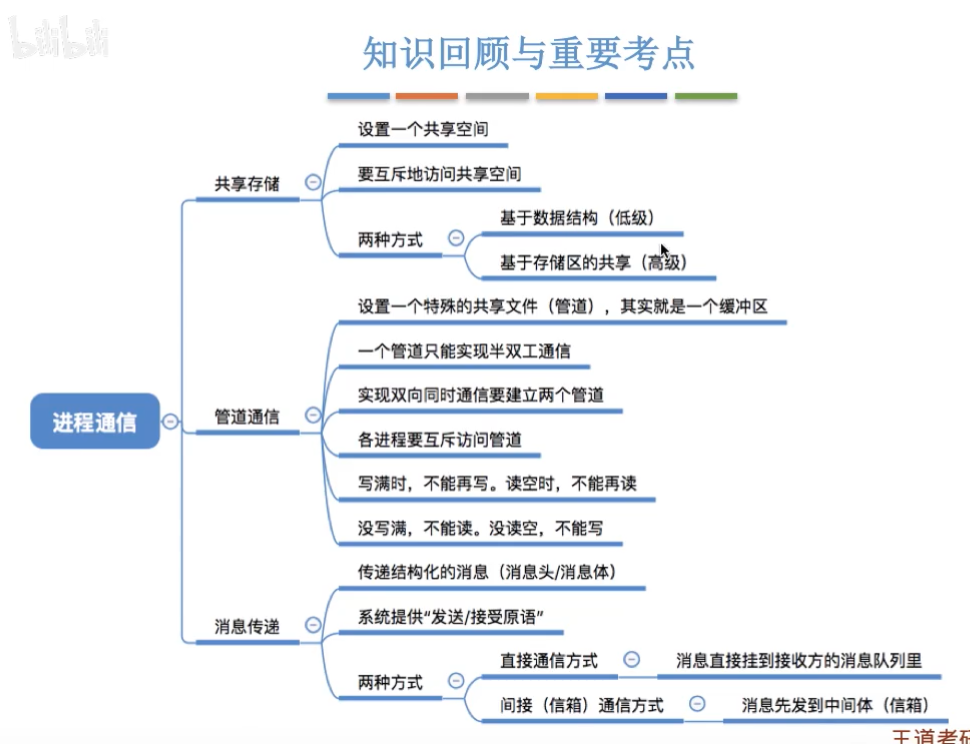 bilibili
知识回顾与重要考点
设置一个共享空间
共享存储
要互斥地访问共享空间
基于数据结构（低级）
两种方式
基于存储区的共享（高级）
设置一个特殊的共享文件（管道），其实就是一个缓冲区
一个管道只能实现半双工通信
实现双向同时通信要建立两个管道
进程通信
管道通信
各进程要互斥访问管道
写满时，不能再写。读空时，不能再读
没写满，不能读。没读空，不能写
传递结构化的消息（消息头/消息体）
消息传递
系统提供“发送/接受原语”
直接通信方式
消息直接挂到接收方的消息队列里
两种方式
间接（信箱）通信方式
消息先发到中间体（信箱）
王道考研